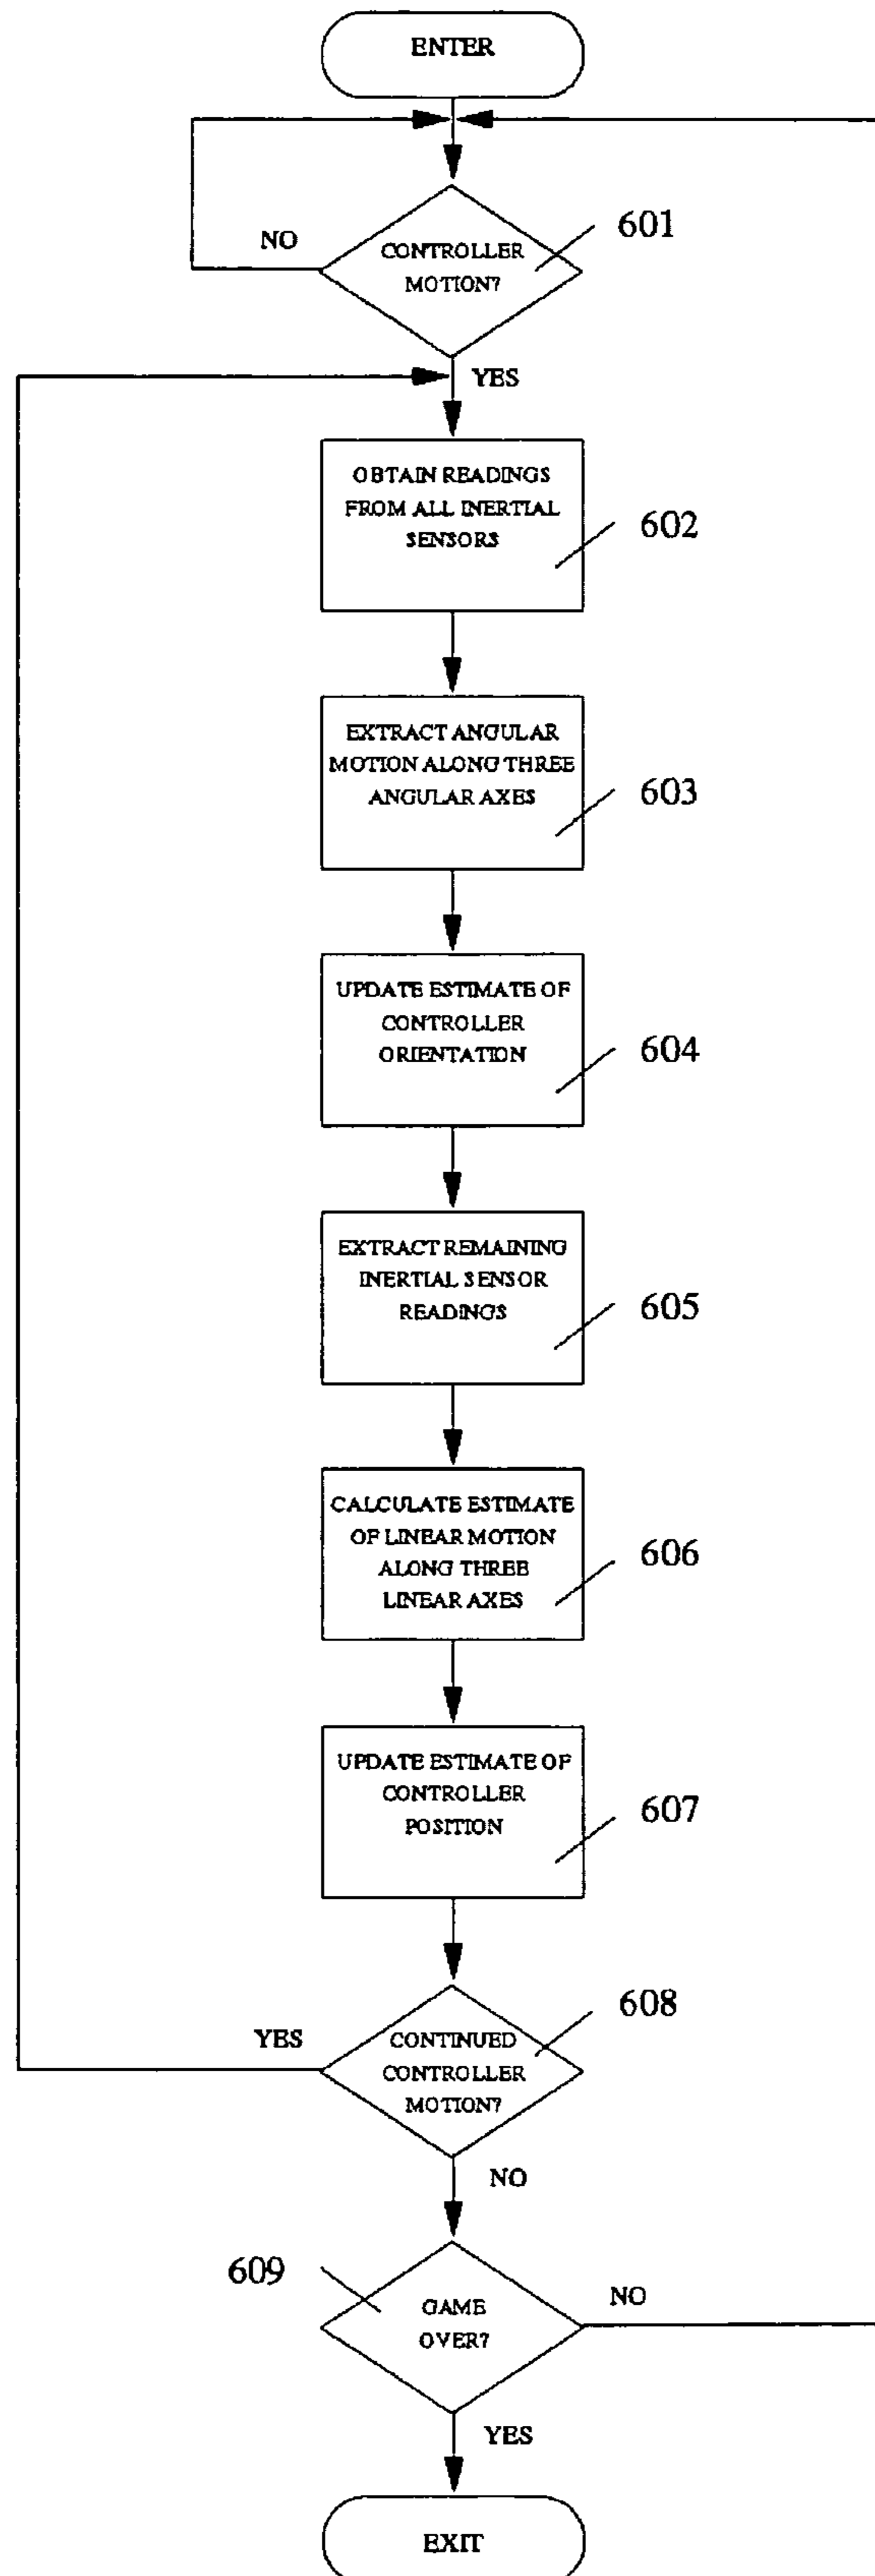 ENTER
601
NO
CONTROLLER
MOTION?
YES
OBTAIN READINGS
FROM ALL INERTIAL
SENSORS
602
EXTRACT ANGULAR
MOTION ALONG THREE
ANGULAR AXES
603
UPDATE ESTIMATE OF
CONTROLLER
ORIENTATION
604
EXTRACT REMAINING
INERTIAL SENSOR
READINGS
605
CALCULATE ESTIMATE
OF LINEAR MOTION
ALONG THREE
LINEAR AXES
606
UPDATE ESTIMATE OF
CONTROLLER
POSITION
607
608
YES
CONTINUED
CONTROLLER
MOTION?
NO
609
GAME
OVER?
NO
YES
EXIT